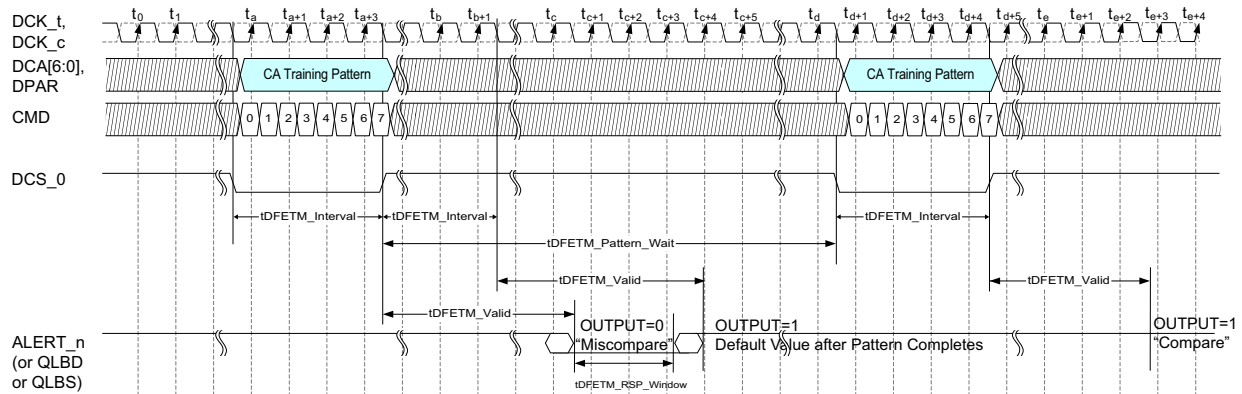 DCK_t,
DCK_c
t0 t1 ta ta+1 ta+2 ta+3 tb tb+1 tc tc+1 tc+2 tc+3 tc+4 tc+5 td td+1 td+2 td+3 td+4 td+5 te te+1 te+2 te+3 te+4
DCA[6:0],
DPAR
CA Training Pattern CA Training Pattern
CMD
0 1 2 3 4 5 6 7 0 1 2 3 4 5 6 7
DCS_0
tDFETM_Interval tDFETM_Interval tDFETM_Interval
tDFETM_Pattern_Wait
tDFETM_Valid tDFETM_Valid
tDFETM_Valid
ALERT_n
(or QLBD
or QLBS)
OUTPUT=0
“Miscompare”
OUTPUT=1
Default Value after Pattern Completes
OUTPUT=1
“Compare”
tDFETM_RSP_Window